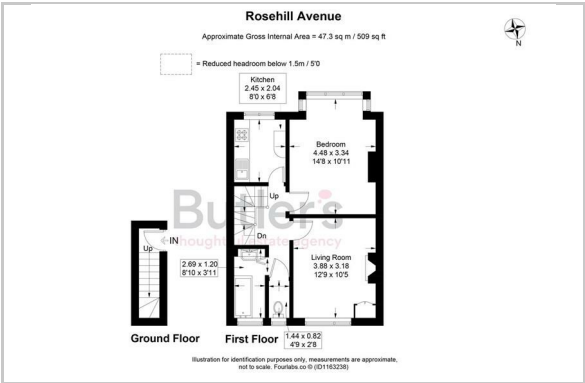 Rosehill Avenue
Approximate Gross Internal Area = 47.3 sq m / 509 sq ft
N
= Reduced headroom below 1.5m / 5'0
Kitchen
2.45 x 2.04
8'0 x 6'8
Bedroom
4.48 x 3.34
14'8 x 10'11
Up
Butler's
Dn
IN
thoughtful estate agency
Up
2.69 x 1.20
8'10 x 3'11
Living Room
3.88 x 3.18
12'9 x 10'5
Ground Floor
First Floor
1.44 x 0.82
4'9 x 2'8
Illustration for identification purposes only, measurements are approximate,
not to scale. Fourlabs.co © (ID1163238)